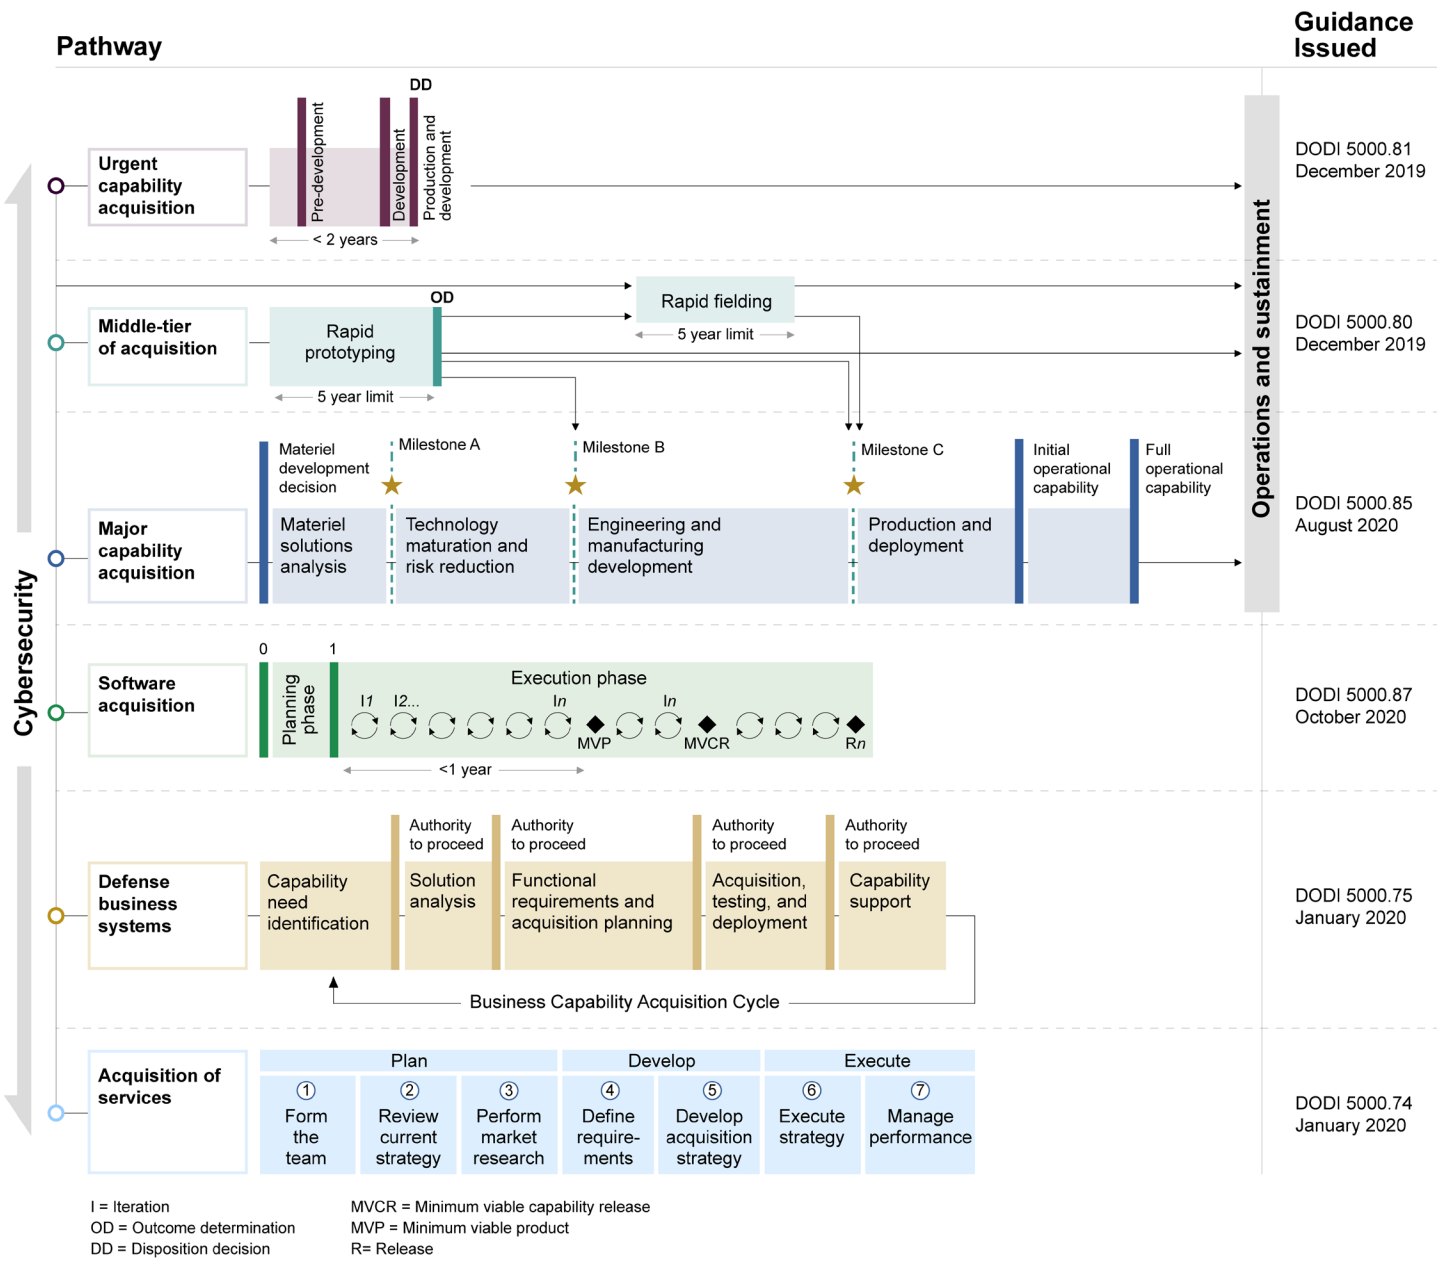 Pathway
Guidance
Issued
Cybersecurity
Operations and sustainment
Urgent
capability
acquisition
Pre-development
Development
DD
Production and
development
< 2 years
DODI 5000.81
December 2019
Middle-tier
of acquisition
Rapid
prototyping
OD
5 year limit
Rapid fielding
5 year limit
DODI 5000.80
December 2019
Major
capability
acquisition
Materiel
development
decision
Milestone A
Milestone B
Milestone C
Initial
operational
capability
Full
operational
capability
Materiel
solutions
analysis
Technology
maturation and
risk reduction
Engineering and
manufacturing
development
Production and
deployment
DODI 5000.85
August 2020
Software
acquisition
0
1
Planning
phase
Execution phase
I1
I2...
In
In
MVP
MVCR
Rn
<1 year
DODI 5000.87
October 2020
Defense
business
systems
Authority
to proceed
Authority
to proceed
Authority
to proceed
Authority
to proceed
Capability
need
identification
Solution
analysis
Functional
requirements and
acquisition planning
Acquisition,
testing, and
deployment
Capability
support
Business Capability Acquisition Cycle
DODI 5000.75
January 2020
Acquisition of
services
Plan
Develop
Execute
1
Form
the
team
2
Review
current
strategy
3
Perform
market
research
4
Define
require-
ments
5
Develop
acquisition
strategy
6
Execute
strategy
7
Manage
performance
DODI 5000.74
January 2020
I = Iteration
OD = Outcome determination
DD = Disposition decision
MVCR = Minimum viable capability release
MVP = Minimum viable product
R= Release